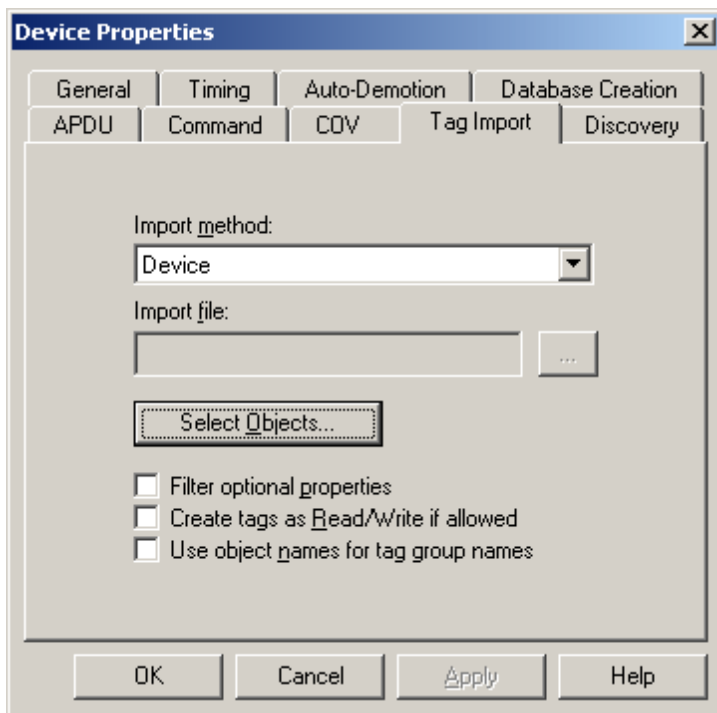 Device Properties
General Timing Auto-Demotion Database Creation
APDU Command COV Tag Import Discovery
Import method:
Device
Import file:
...
Select Objects...
Filter optional properties
Create tags as Read/Write if allowed
Use object names for tag group names
OK Cancel Apply Help